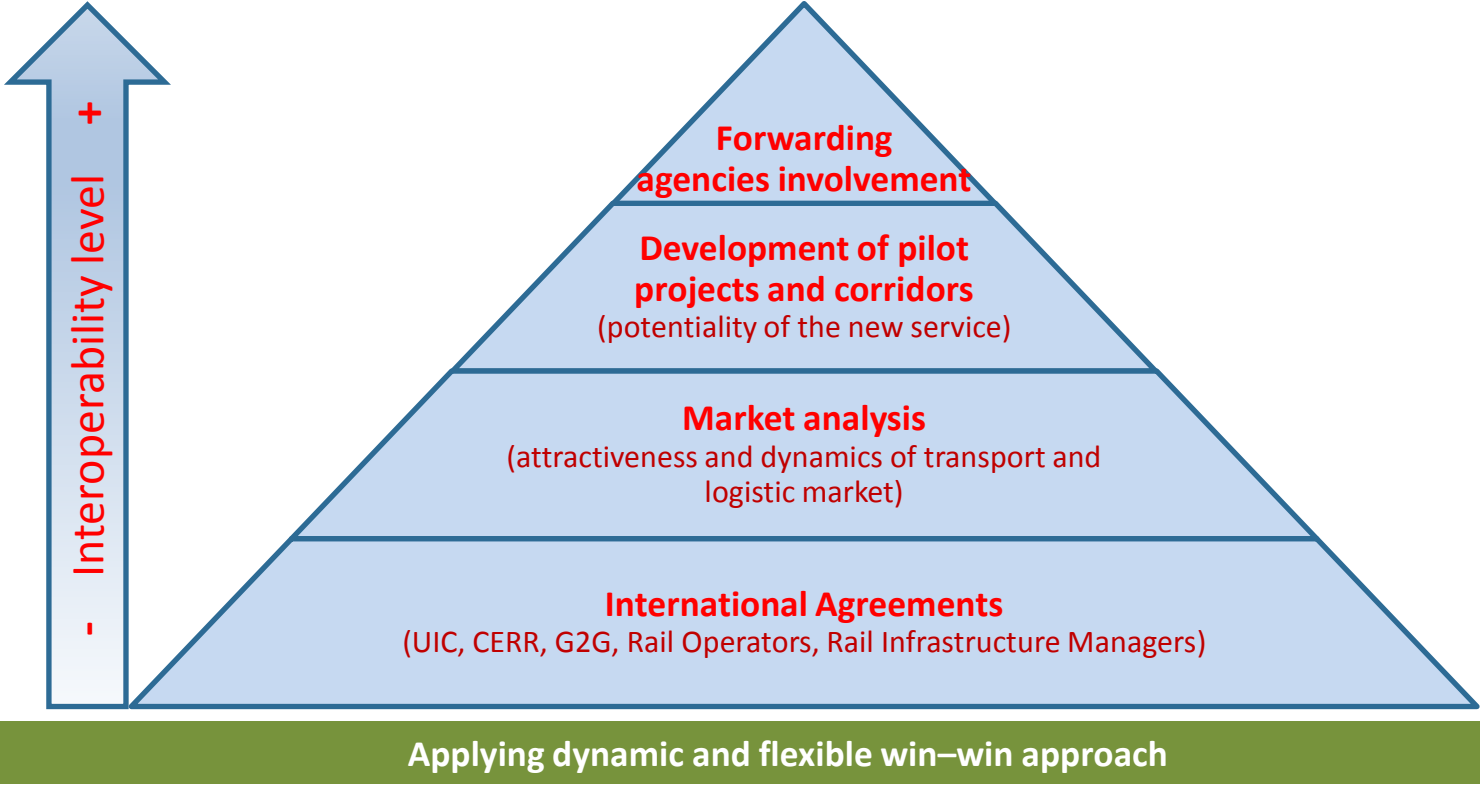 +
Interoperability level
-
Forwarding
agencies involvement
Development of pilot
projects and corridors
(potentiality of the new service)
Market analysis
(attractiveness and dynamics of transport and
logistic market)
International Agreements
(UIC, CERR, G2G, Rail Operators, Rail Infrastructure Managers)
Applying dynamic and flexible win–win approach